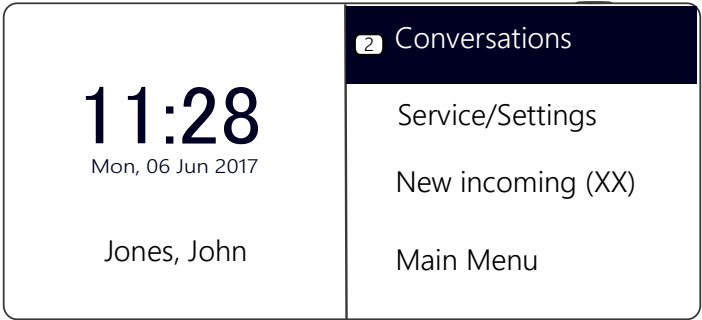 11:28
Mon, 06 Jun 2017
Jones, John
2 Conversations
Service/Settings
New incoming (XX)
Main Menu